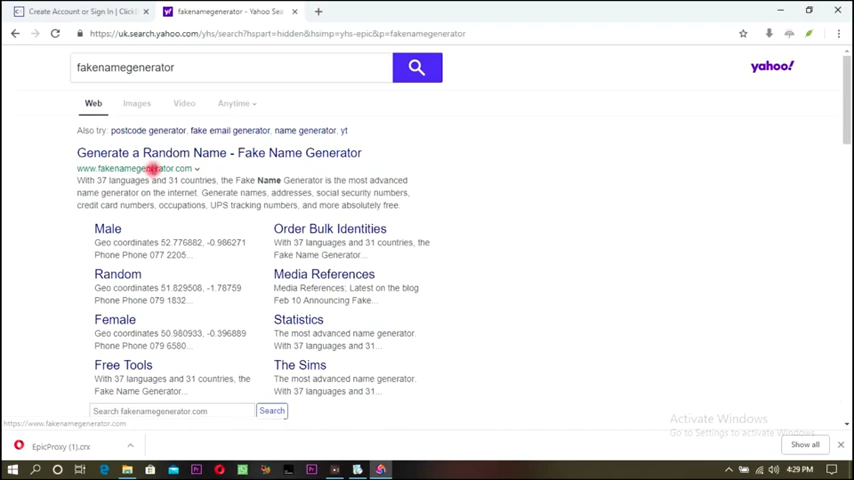 Create Account or Sign In | Click
fakenamegenerator - Yahoo Sea
https://uk.search.yahoo.com/yhs/search?hspart=hidden&hsimp=yhs-epic&p=fakenamegenerator
fakenamegenerator
yahoo!
Web Images Video Anytime
Also try: postcode generator, fake email generator, name generator, yt
Generate a Random Name - Fake Name Generator
www.fakenamegenerator.com
With 37 languages and 31 countries, the Fake Name Generator is the most advanced
name generator on the internet. Generate names, addresses, social security numbers,
credit card numbers, occupations, UPS tracking numbers, and more absolutely free.
Male
Geo coordinates 52.776882, -0.986271
Phone Phone 077 2205...
Order Bulk Identities
With 37 languages and 31 countries, the
Fake Name Generator...
Random
Geo coordinates 51.829508, -1.78759
Phone Phone 079 1832...
Media References
Media References; Latest on the blog
Feb 10 Announcing Fake...
Female
Geo coordinates 50.980933, -0.396889
Phone Phone 079 6580...
Statistics
The most advanced name generator.
With 37 languages and 31...
Free Tools
With 37 languages and 31 countries, the
Fake Name Generator...
The Sims
The most advanced name generator.
With 37 languages and 31...
Search fakenamegenerator.com
Search
https://www.fakenamegenerator.com
Activate Windows
Go to Settings to activate Windows.
EpicProxy (1).crx
Show all
4:29 PM